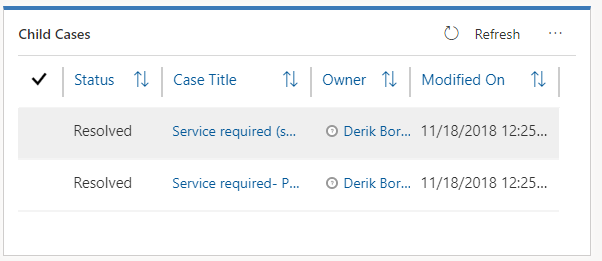 Child Cases Refresh ...
Status Case Title Owner Modified On
Resolved Service required (s... Derik Bor... 11/18/2018 12:25...
Resolved Service required- P... Derik Bor... 11/18/2018 12:25...